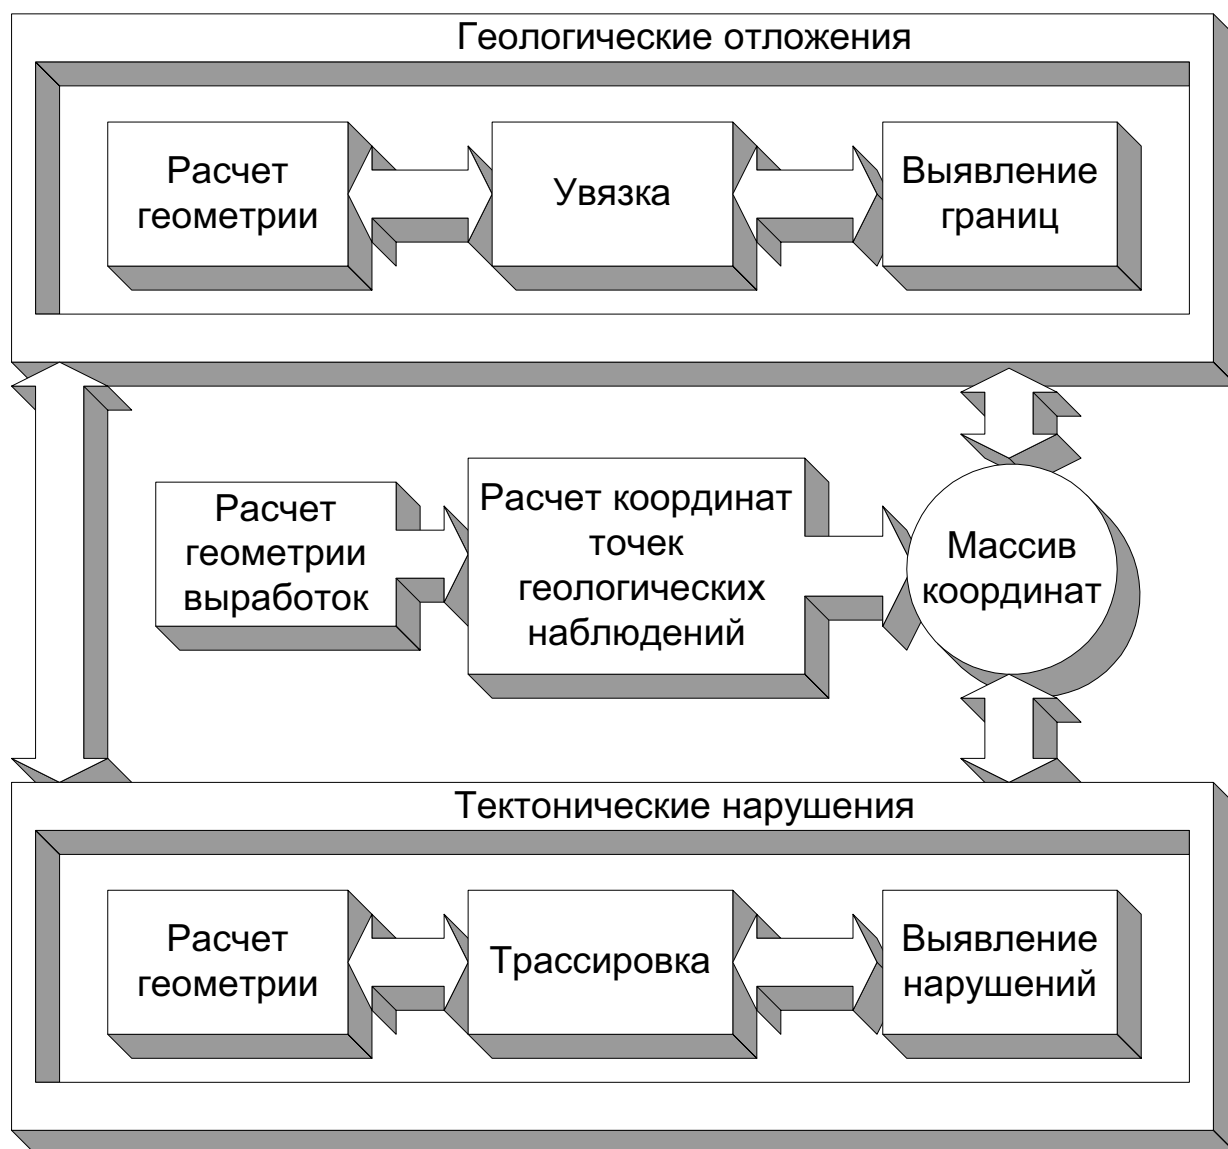 Геологические отложения
Расчет
геометрии
Увязка
Выявление
границ
Расчет
геометрии
выработок
Расчет координат
точек
геологических
наблюдений
Массив
координат
Тектонические нарушения
Расчет
геометрии
Трассировка
Выявление
нарушений